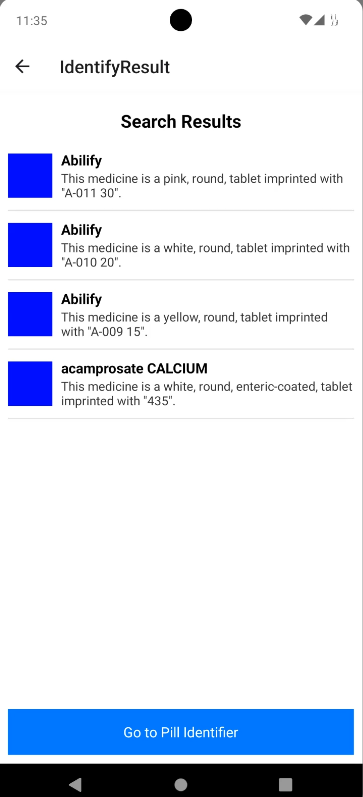 11:35
IdentifyResult
Search Results
Abilify
This medicine is a pink, round, tablet imprinted with
"A-011 30".
Abilify
This medicine is a white, round, tablet imprinted with
"A-010 20".
Abilify
This medicine is a yellow, round, tablet imprinted
with "A-009 15".
acamprosate CALCIUM
This medicine is a white, round, enteric-coated, tablet
imprinted with "435".
Go to Pill Identifier